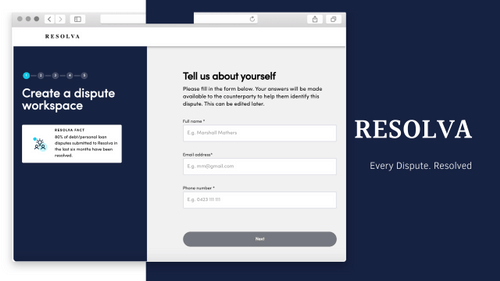 RESOLVA
1 2 3 4 5
Create a dispute
workspace
RESOLVA FACT
80% of debt/personal loan
disputes submitted to Resolva in
the last six months have been
resolved.
Tell us about yourself
Please fill in the form below. Your answers will be made
available to the counterparty to help them identify this
dispute. This can be edited later.
Full name *
E.g. Marshall Mathers
Email address*
E.g. mm@gmail.com
Phone number *
E.g. 0423 111 111
Next
RESOLVA
Every Dispute. Resolved